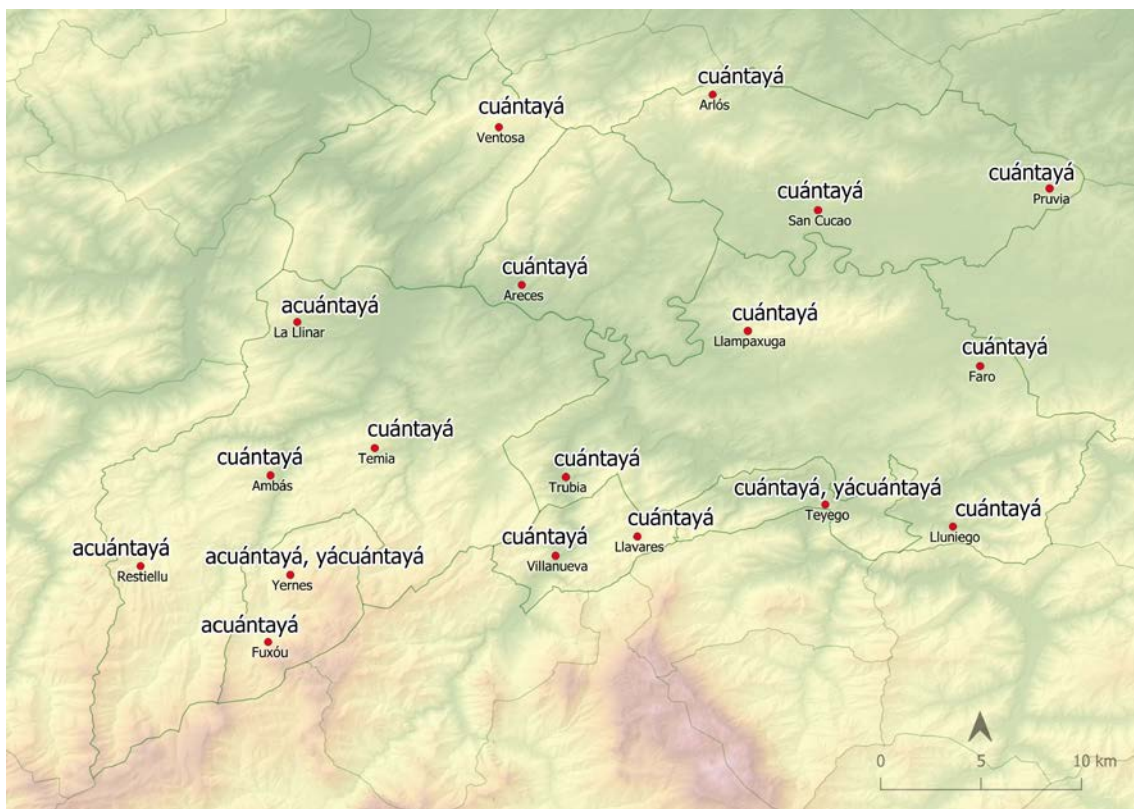 cuántayá
Arlós
cuántayá
Ventosa
cuántayá
Pruvia
cuántayá
San Cucao
cuántayá
Areces
acuántayá
La Llinar
cuántayá
Llampaxuga
cuántayá
Faro
cuántayá
Temia
cuántayá
Ambás
cuántayá
Trubia
cuántayá, yácuántayá
Teyego
cuántayá
Lluniego
cuántayá
Llavares
cuántayá
Villanueva
acuántayá
Restiellu
acuántayá, yácuántayá
Yernes
acuántayá
Fuxóu
0 5 10 km